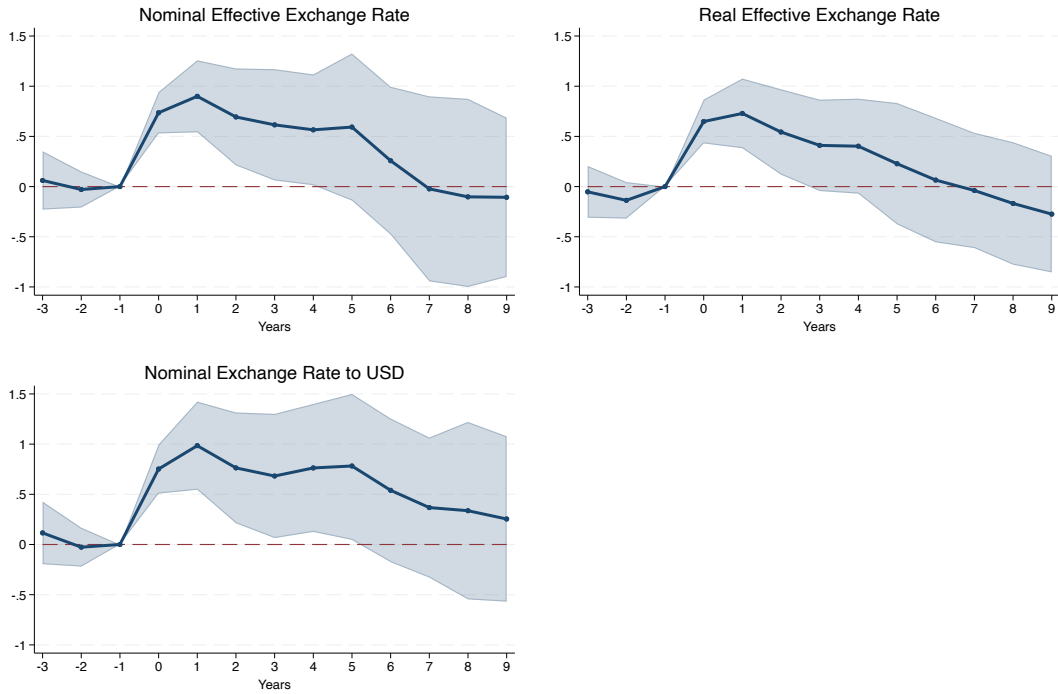 Nominal Effective Exchange Rate
1.5
1
.5
0
-.5
-1
-3 -2 -1 0 1 2 3 4 5 6 7 8 9
Years
Real Effective Exchange Rate
1.5
1
.5
0
-.5
-1
-3 -2 -1 0 1 2 3 4 5 6 7 8 9
Years
Nominal Exchange Rate to USD
1.5
1
.5
0
-.5
-1
-3 -2 -1 0 1 2 3 4 5 6 7 8 9
Years